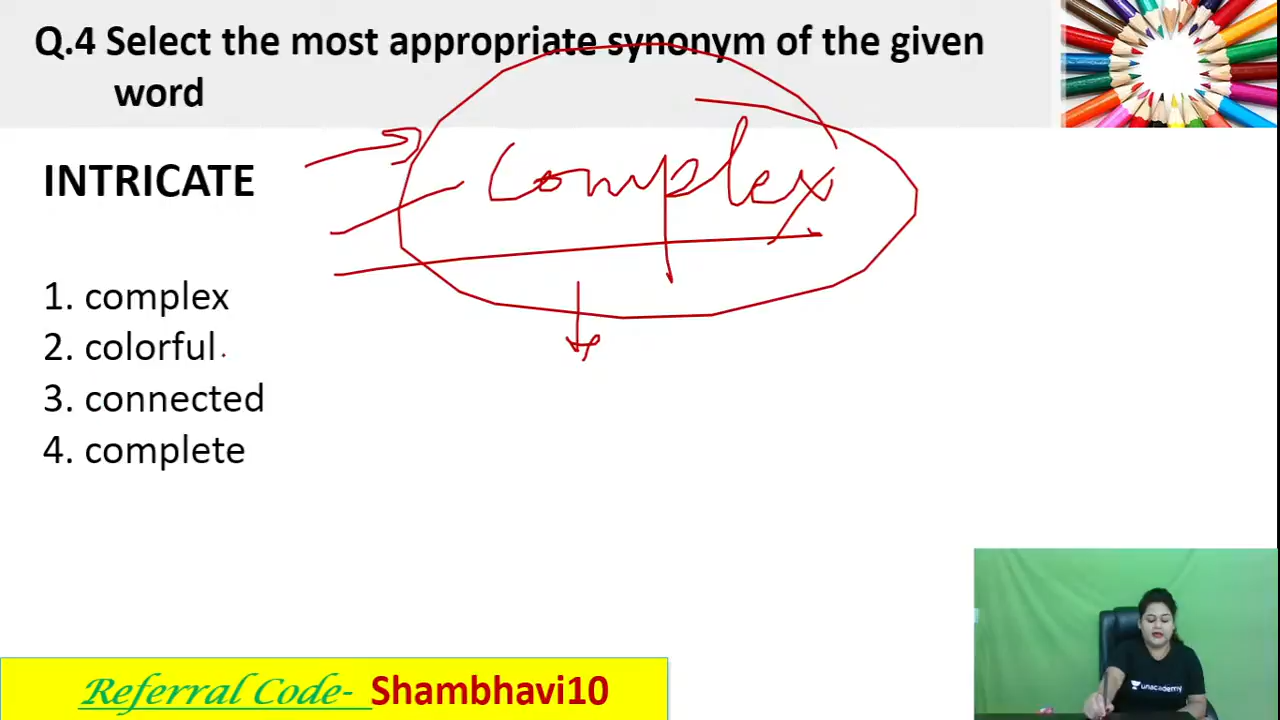 Q.4 Select the most appropriate synonym of the given
word
INTRICATE
complex
1. complex
2. colorful
3. connected
4. complete
unacademy
Referral Code- Shambhavi10